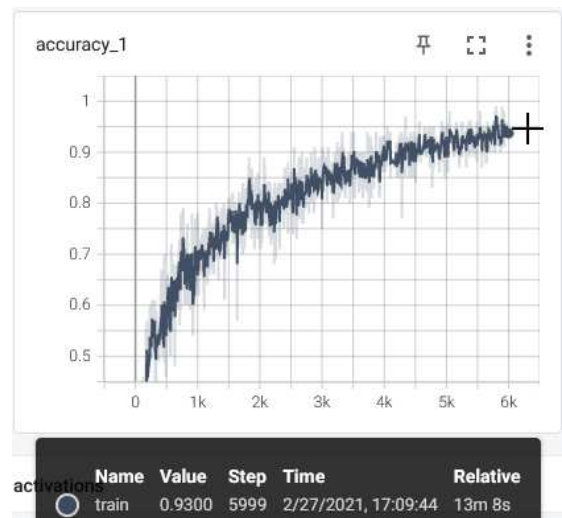 accuracy_1
1
0.9
0.8
0.7
0.6
0.5
0 1k 2k 3k 4k 5k 6k
activations
Name Value Step Time Relative
train 0.9300 5999 2/27/2021, 17:09:44 13m 8s